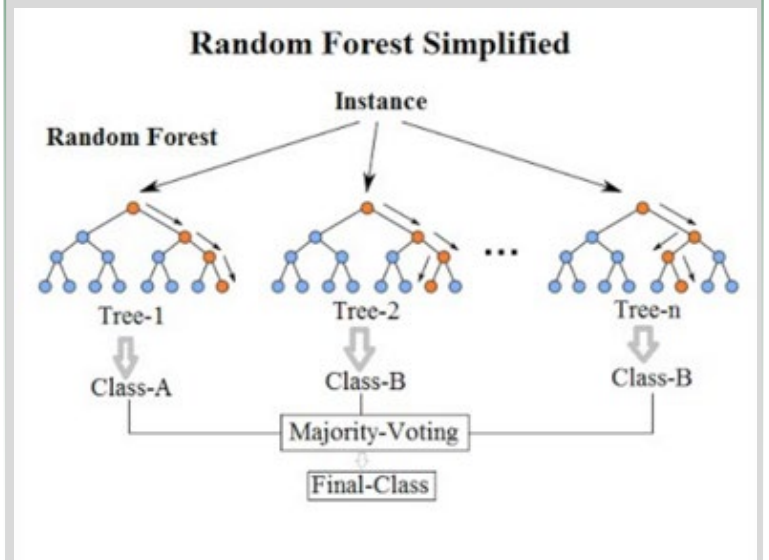 Random Forest Simplified
Instance
Random Forest
...
Tree-1
Tree-2
Tree-n
Class-A
Class-B
Class-B
Majority-Voting
Final-Class